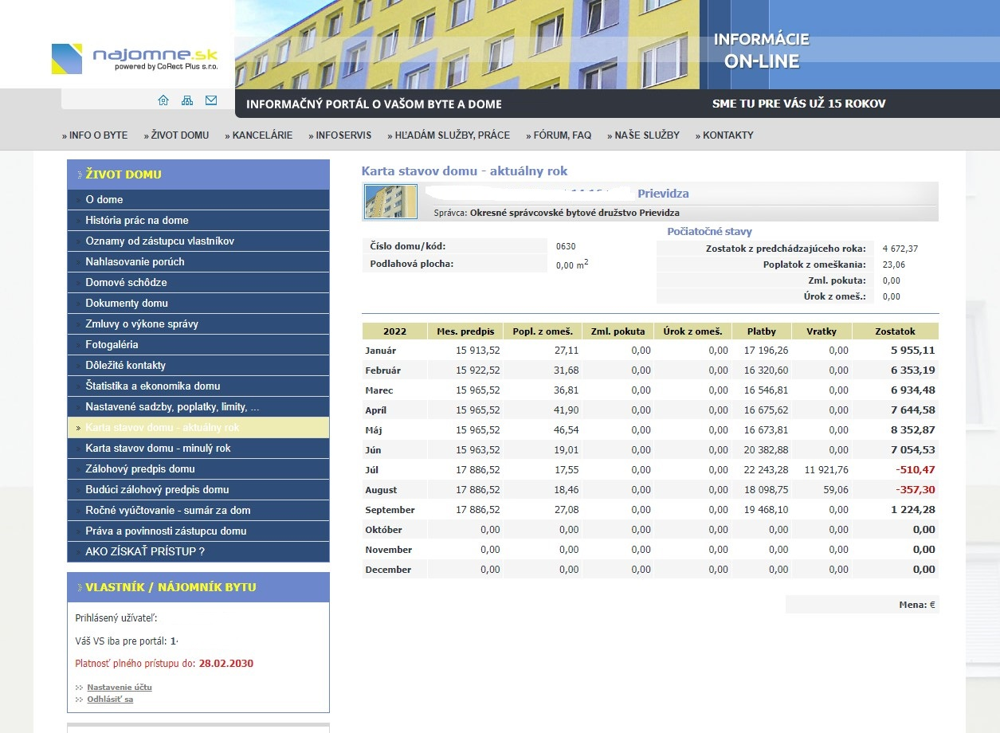 najomne.sk
powered by CoRect Plus s.r.o.
INFORMÁCIE
ON-LINE
INFORMAČNÝ PORTÁL O VAŠOM BYTE A DOME
SME TU PRE VÁS UŽ 15 ROKOV
» INFO O BYTE » ŽIVOT DOMU » KANCELÁRIE » INFOSERVIS » HĽADÁM SLUŽBY, PRÁCE » FÓRUM, FAQ » NAŠE SLUŽBY » KONTAKTY
ŽIVOT DOMU
O dome
História prác na dome
Oznamy od zástupcu vlastníkov
Nahlasovanie porúch
Domové schôdze
Dokumenty domu
Zmluvy o výkone správy
Fotogaléria
Dôležité kontakty
Štatistika a ekonomika domu
Nastavené sadzby, poplatky, limity, ...
» Karta stavov domu - aktuálny rok
Karta stavov domu - minulý rok
Zálohový predpis domu
Budúci zálohový predpis domu
Ročné vyúčtovanie - sumár za dom
Práva a povinnosti zástupcu domu
AKO ZÍSKAŤ PRÍSTUP ?
VLASTNÍK / NÁJOMNÍK BYTU
Prihlásený užívateľ:
Váš VS iba pre portál: 1
Platnosť plného prístupu do: 28.02.2030
Nastavenie účtu
Odhlásiť sa
Karta stavov domu - aktuálny rok
Prievidza
Správca: Okresné správcovské bytové družstvo Prievidza
Číslo domu/kód: 0630
Podlahová plocha: 0,00 m²
Počiatočné stavy
Zostatok z predchádzajúceho roka: 4 672,37
Poplatok z omeškania: 23,06
Zml. pokuta: 0,00
Úrok z omeš.: 0,00
2022 Mes. predpis Popl. z omeš. Zml. pokuta Úrok z omeš. Platby Vratky Zostatok
Január 15 913,52 27,11 0,00 0,00 17 196,26 0,00 5 955,11
Február 15 922,52 31,68 0,00 0,00 16 320,60 0,00 6 353,19
Marec 15 965,52 36,81 0,00 0,00 16 546,81 0,00 6 934,48
Apríl 15 965,52 41,90 0,00 0,00 16 675,62 0,00 7 644,58
Máj 15 965,52 46,54 0,00 0,00 16 673,81 0,00 8 352,87
Jún 15 963,52 19,01 0,00 0,00 20 382,88 0,00 7 054,53
Júl 17 886,52 17,55 0,00 0,00 22 243,28 11 921,76 -510,47
August 17 886,52 18,46 0,00 0,00 18 098,75 59,06 -357,30
September 17 886,52 27,08 0,00 0,00 19 468,10 0,00 1 224,28
Október 0,00 0,00 0,00 0,00 0,00 0,00 0,00
November 0,00 0,00 0,00 0,00 0,00 0,00 0,00
December 0,00 0,00 0,00 0,00 0,00 0,00 0,00
Mena: €